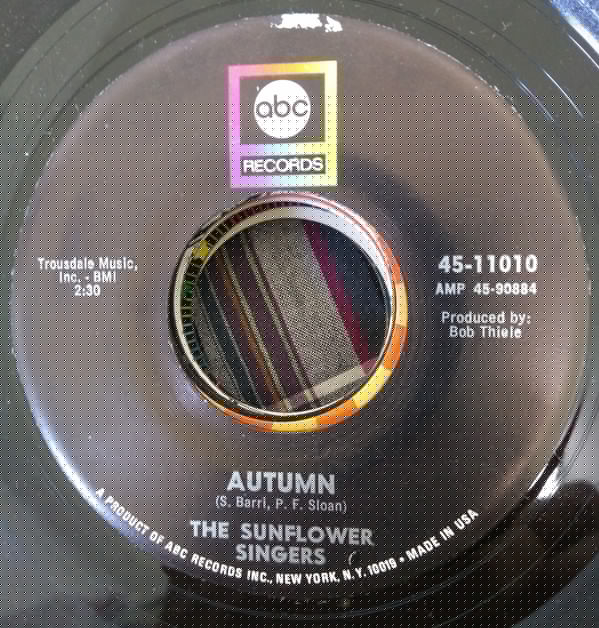 abc
RECORDS
Trousdale Music,
Inc. - BMI
2:30
45-11010
AMP 45-90884
Produced by:
Bob Thiele
AUTUMN
(S. Barri, P. F. Sloan)
THE SUNFLOWER
SINGERS
A PRODUCT OF ABC RECORDS INC., NEW YORK, N.Y. 10019 • MADE IN USA